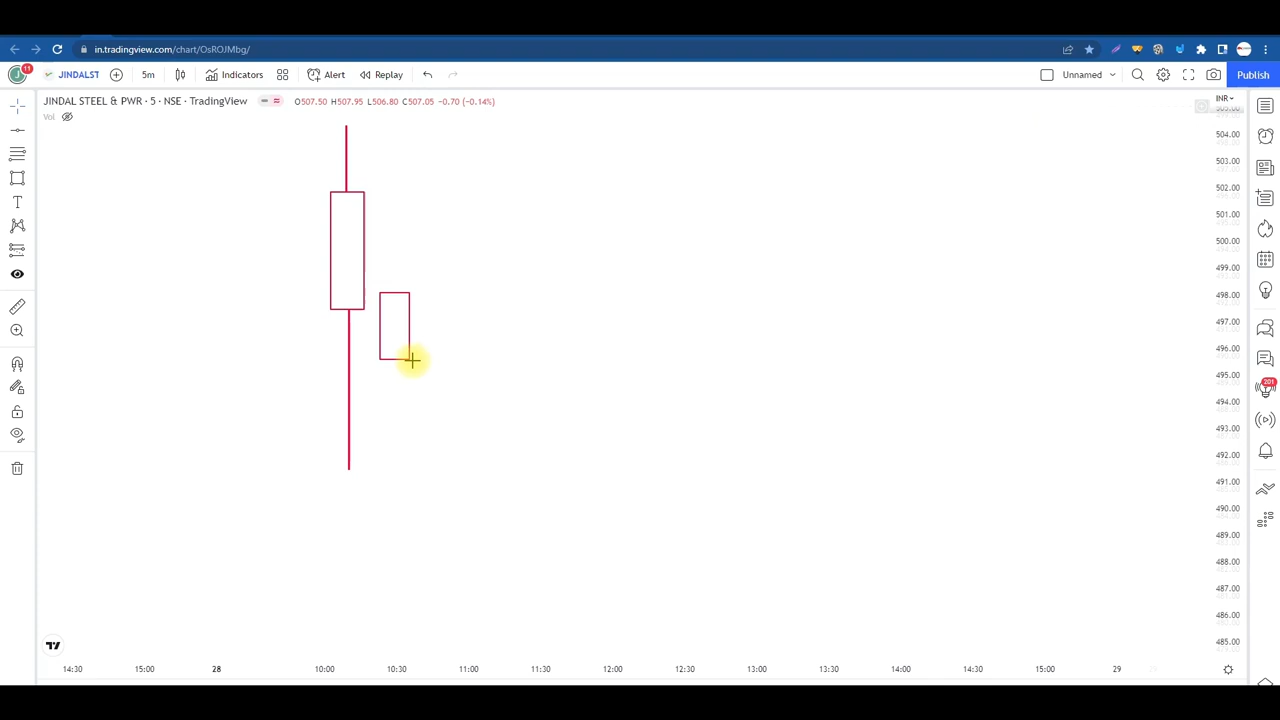 in.tradingview.com/chart/OsROJMbg/
11
JINDALST
5m
Indicators
Alert
Replay
Unnamed
Publish
JINDAL STEEL & PWR · 5 · NSE · TradingView
O507.50 H507.95 L506.80 C507.05 −0.70 (−0.14%)
INR
Vol
504.00
503.00
502.00
501.00
500.00
499.00
498.00
497.00
496.00
495.00
494.00
493.00
492.00
491.00
490.00
489.00
488.00
487.00
486.00
485.00
201
14:30 15:00 28 10:00 10:30 11:00 11:30 12:00 12:30 13:00 13:30 14:00 14:30 15:00 29